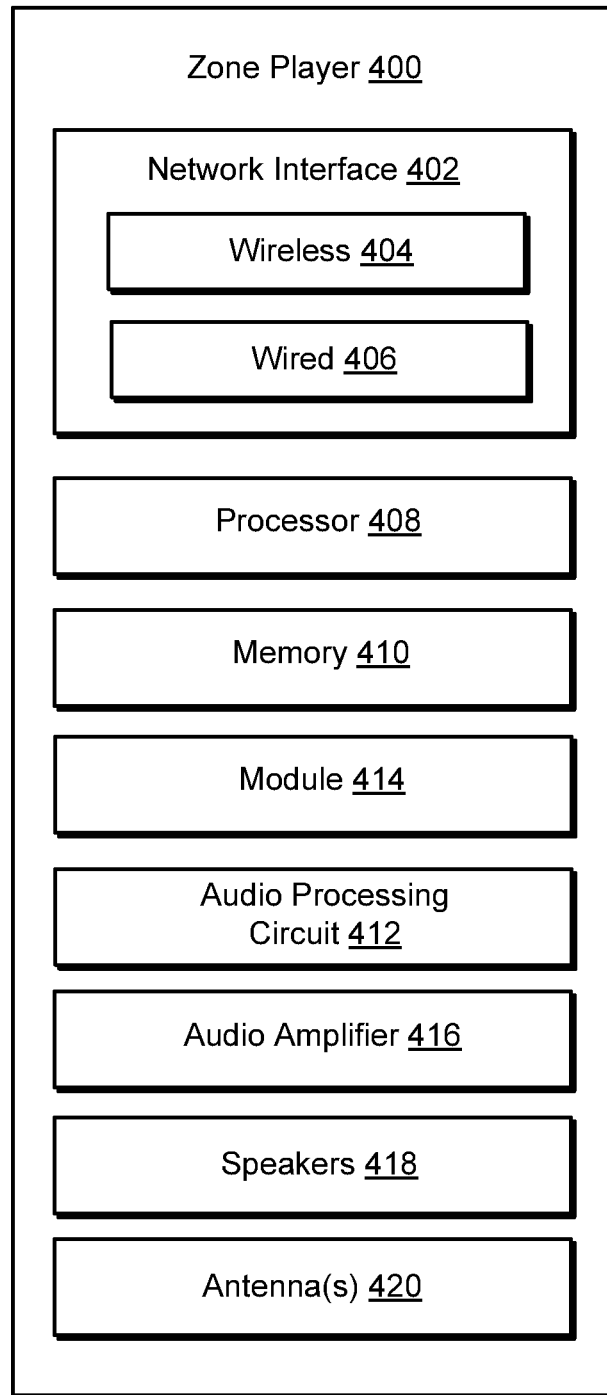 Zone Player 400
Network Interface 402
Wireless 404
Wired 406
Processor 408
Memory 410
Module 414
Audio Processing
Circuit 412
Audio Amplifier 416
Speakers 418
Antenna(s) 420